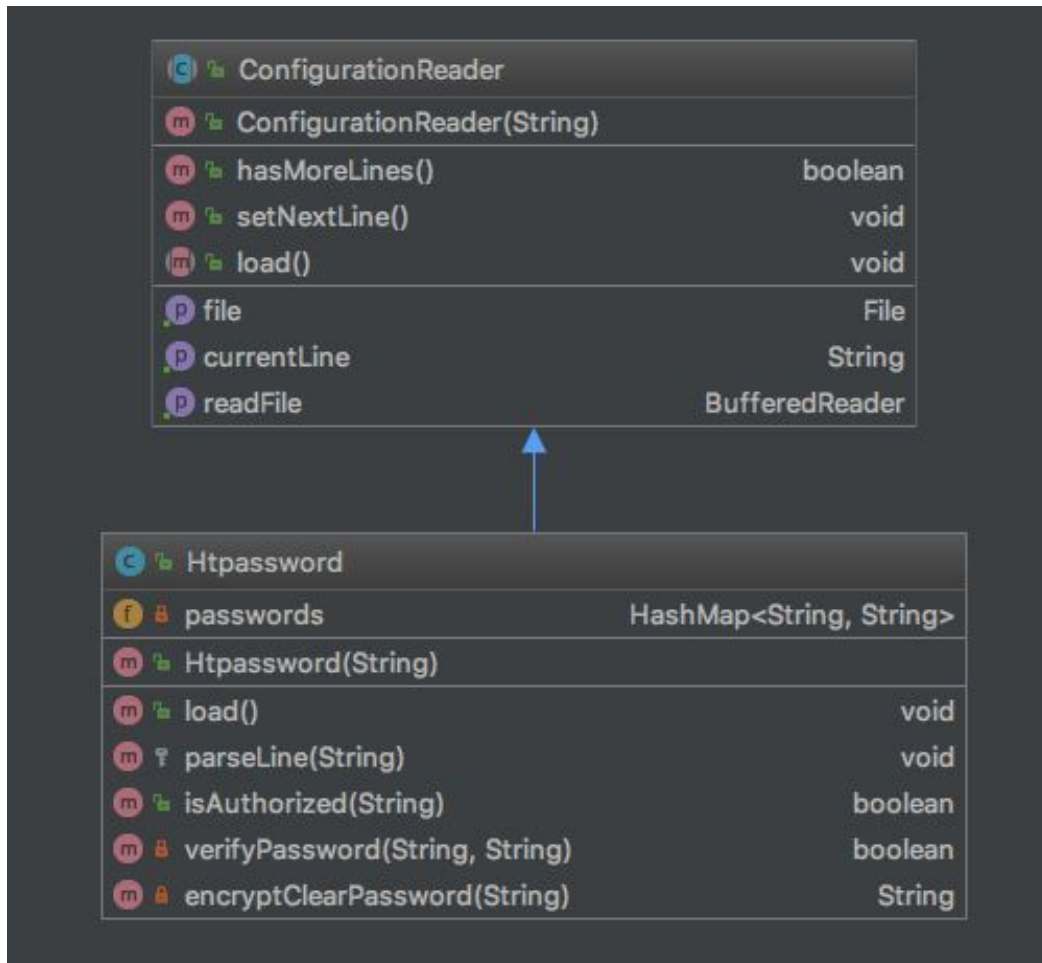 ConfigurationReader
ConfigurationReader(String)
hasMoreLines() boolean
setNextLine() void
load() void
file File
currentLine String
readFile BufferedReader
Htpassword
passwords HashMap<String, String>
Htpassword(String)
load() void
parseLine(String) void
isAuthorized(String) boolean
verifyPassword(String, String) boolean
encryptClearPassword(String) String